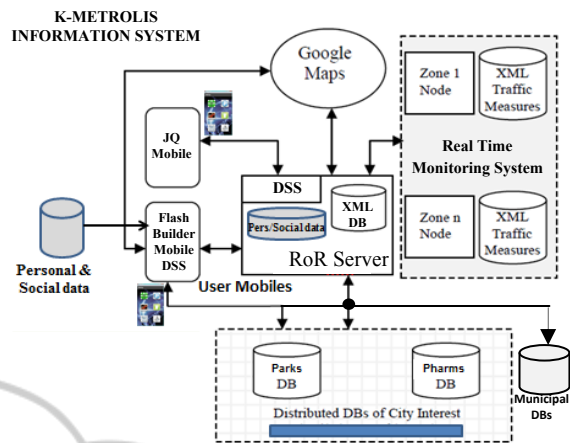 K-METROLIS
INFORMATION SYSTEM
Google
Maps
Zone 1
Node
XML
Traffic
Measures
JQ
Mobile
Real Time
Monitoring System
DSS
XML
DB
Pers/Social data
RoR Server
Zone n
Node
XML
Traffic
Measures
Flash
Builder
Mobile
DSS
Personal &
Social data
User Mobiles
Parks
DB
Pharms
DB
Municipal
DBs
Distributed DBs of City Interest